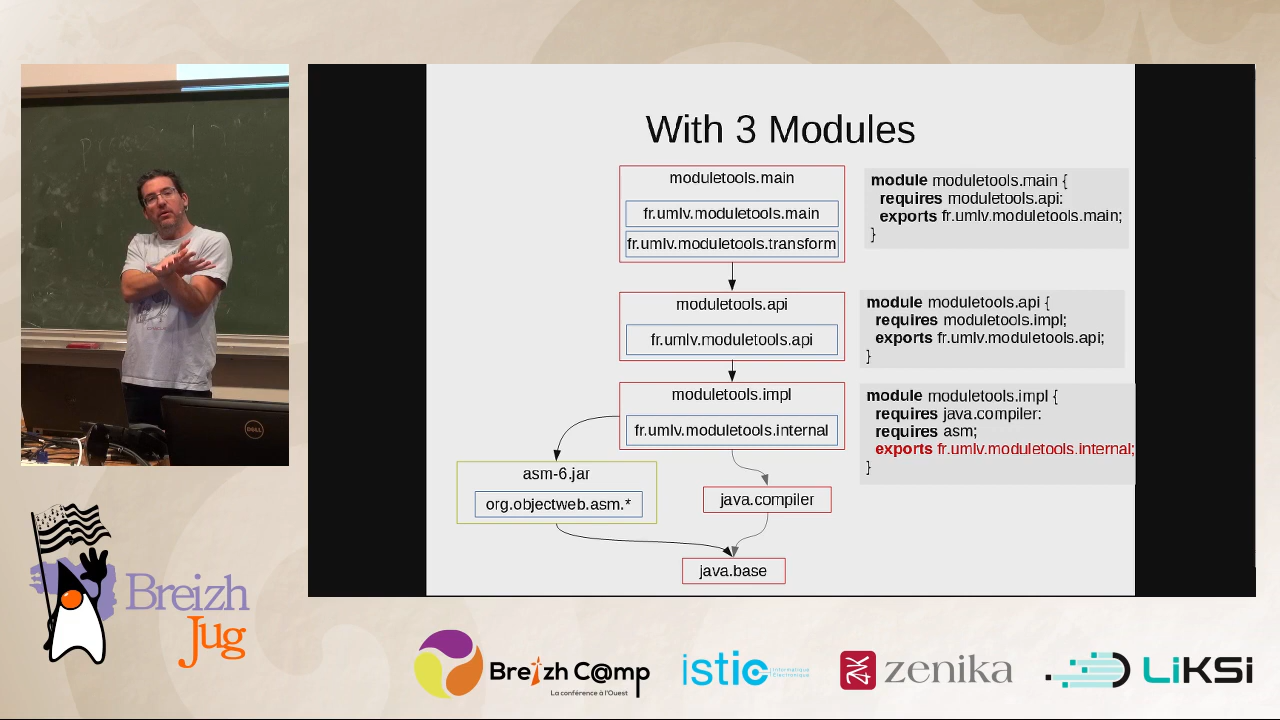 With 3 Modules
moduletools.main
fr.umlv.moduletools.main
fr.umlv.moduletools.transform
module moduletools.main {
requires moduletools.api:
exports fr.umlv.moduletools.main;
}
moduletools.api
fr.umlv.moduletools.api
module moduletools.api {
requires moduletools.impl;
exports fr.umlv.moduletools.api;
}
moduletools.impl
fr.umlv.moduletools.internal
module moduletools.impl {
requires java.compiler:
requires asm;
exports fr.umlv.moduletools.internal;
}
asm-6.jar
org.objectweb.asm.*
java.compiler
java.base
DELL
Breizh
Jug
Breizh C@mp
La conférence à l'Ouest
istic Informatique
Électronique
zenika
LiKSi